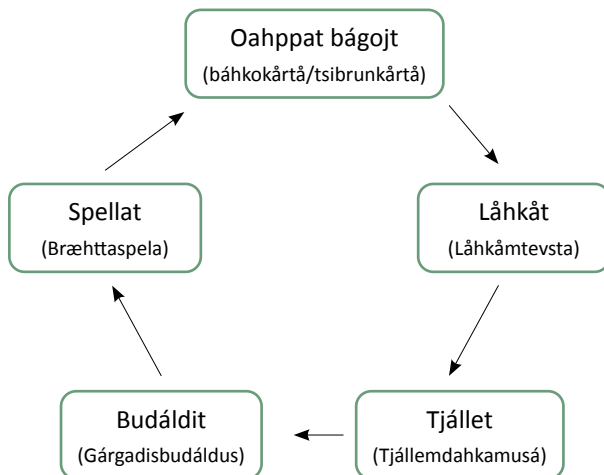 Oahppat bágojt
(báhkokårtå/tsibrunkårtå)
Låhkåt
(Låhkåmtevsta)
Tjállet
(Tjállemdahkamusá)
Budáldit
(Gárgadisbudáldus)
Spellat
(Bræhttaspela)